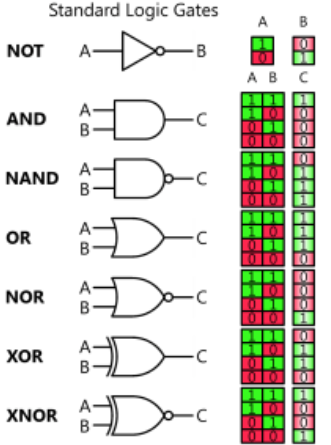 Standard Logic Gates
A B
NOT A B
1 0
0 1
A B C
AND A B C
1 1 1
1 0 0
0 1 0
0 0 0
NAND A B C
1 1 0
1 0 1
0 1 1
0 0 1
OR A B C
1 1 1
1 0 1
0 1 1
0 0 0
NOR A B C
1 1 0
1 0 0
0 1 0
0 0 1
XOR A B C
1 1 0
1 0 1
0 1 1
0 0 0
XNOR A B C
1 1 1
1 0 0
0 1 0
0 0 1